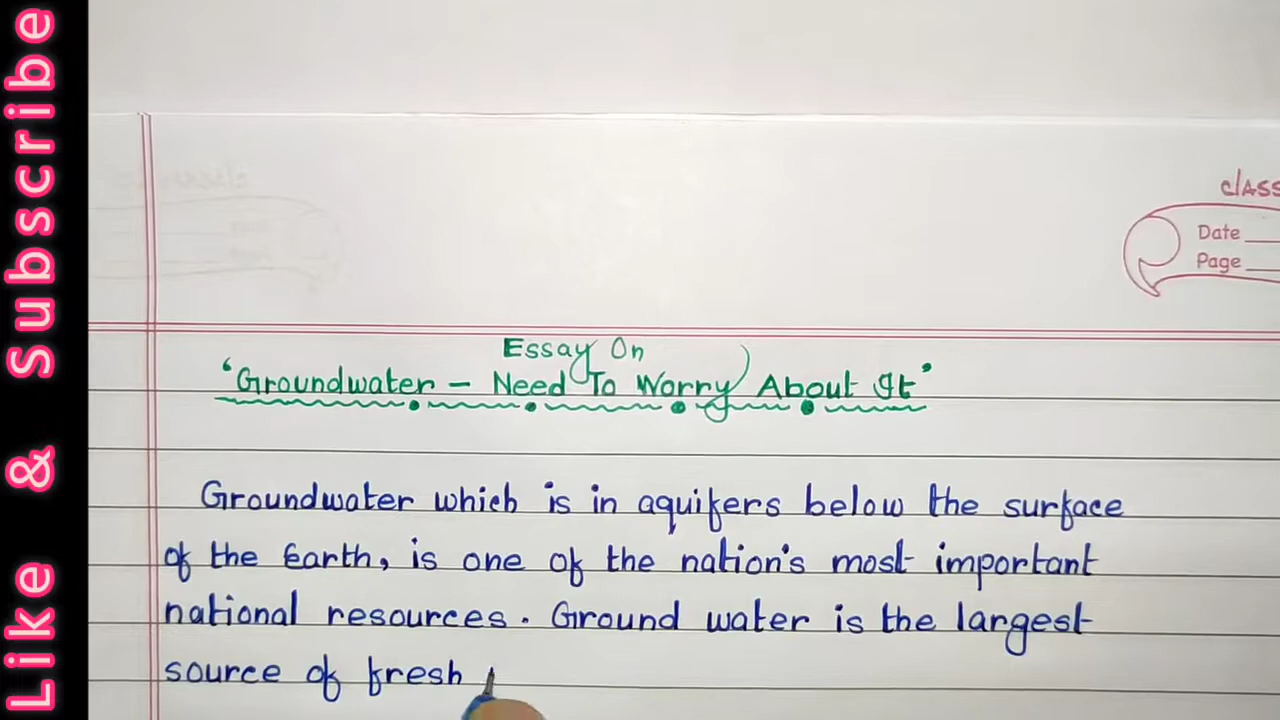 Like & Subscribe
classmate
Date
Page
Essay On
‘Groundwater – Need To Worry About It’
Groundwater which is in aquifers below the surface
of the Earth, is one of the nation's most important
national resources. Ground water is the largest
source of fresh